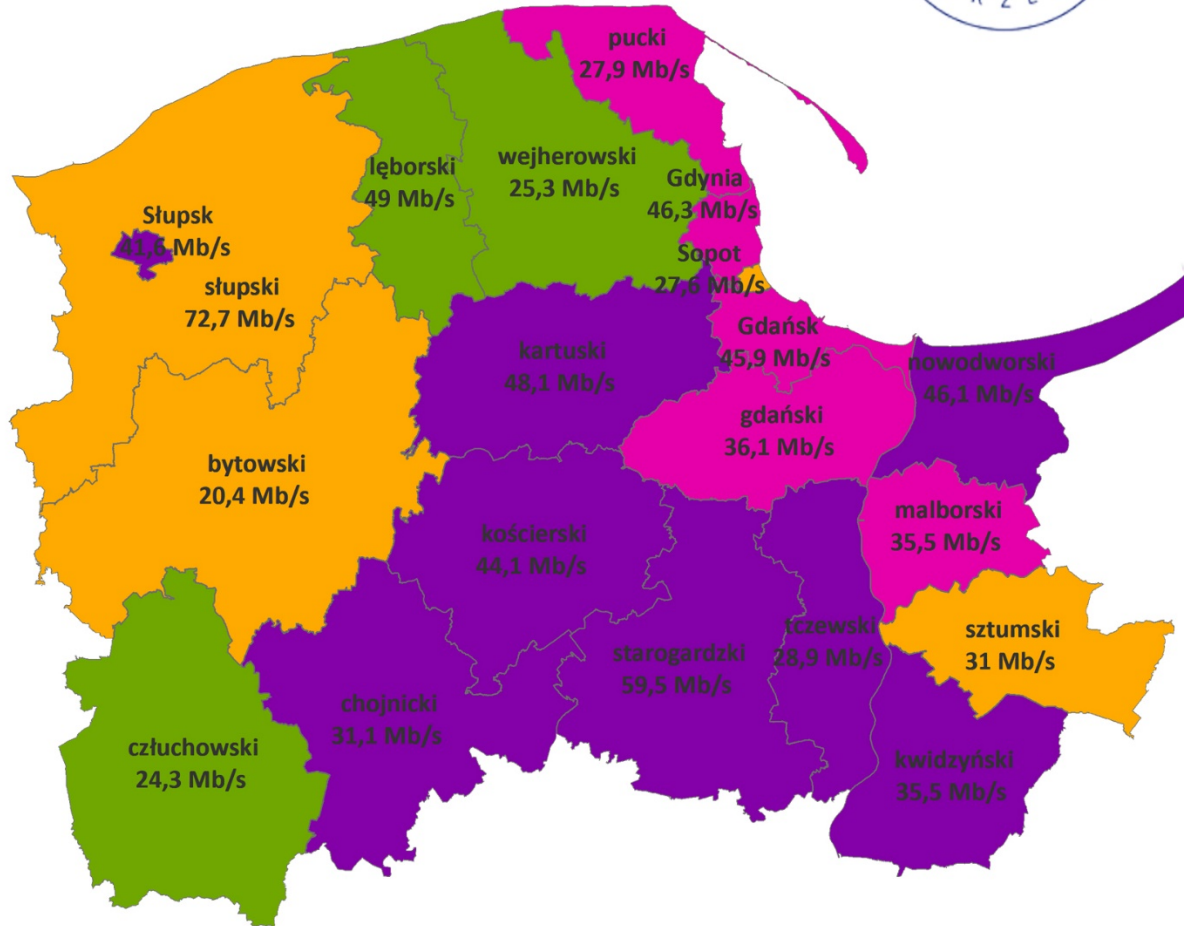 pucki
27,9 Mb/s
lęborski
49 Mb/s
wejherowski
25,3 Mb/s
Gdynia
46,3 Mb/s
Słupsk
41,6 Mb/s
Sopot
27,6 Mb/s
słupski
72,7 Mb/s
Gdańsk
45,9 Mb/s
kartuski
48,1 Mb/s
nowodworski
46,1 Mb/s
gdański
36,1 Mb/s
bytowski
20,4 Mb/s
malborski
35,5 Mb/s
kościerski
44,1 Mb/s
sztumski
31 Mb/s
tczewski
28,9 Mb/s
starogardzki
59,5 Mb/s
chojnicki
31,1 Mb/s
człuchowski
24,3 Mb/s
kwidzyński
35,5 Mb/s